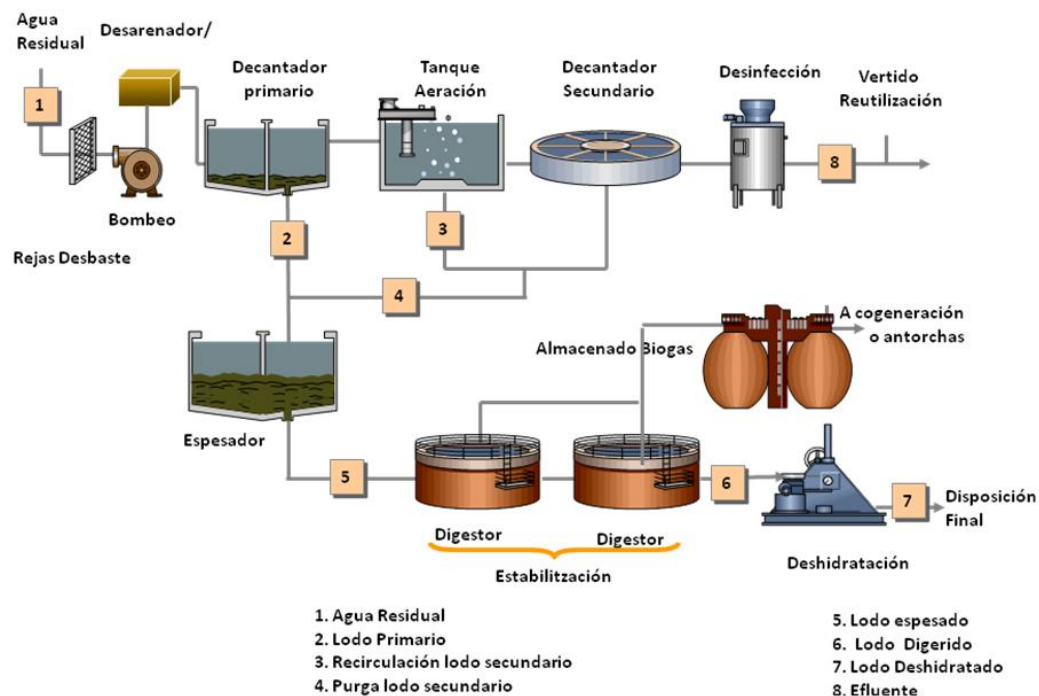 Agua
Residual
Desarenador/
Decantador
primario
Tanque
Aeración
Decantador
Secundario
Desinfección
Vertido
Reutilización
1
8
Bombeo
2
3
Rejas Desbaste
4
A cogeneración
o antorchas
Almacenado Biogas
Espesador
5
6
7
Disposición
Final
Digestor
Digestor
Deshidratación
Estabilitzación
1. Agua Residual
2. Lodo Primario
3. Recirculación lodo secundario
4. Purga lodo secundario
5. Lodo espesado
6. Lodo Digerido
7. Lodo Deshidratado
8. Efluente